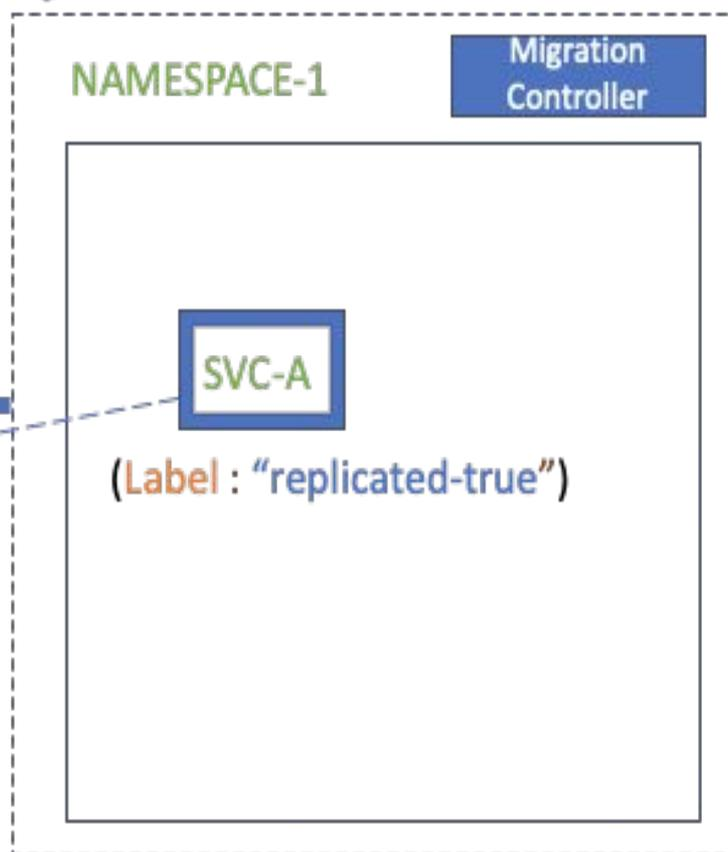 NAMESPACE-1
Migration
Controller
SVC-A
(Label : “replicated-true”)